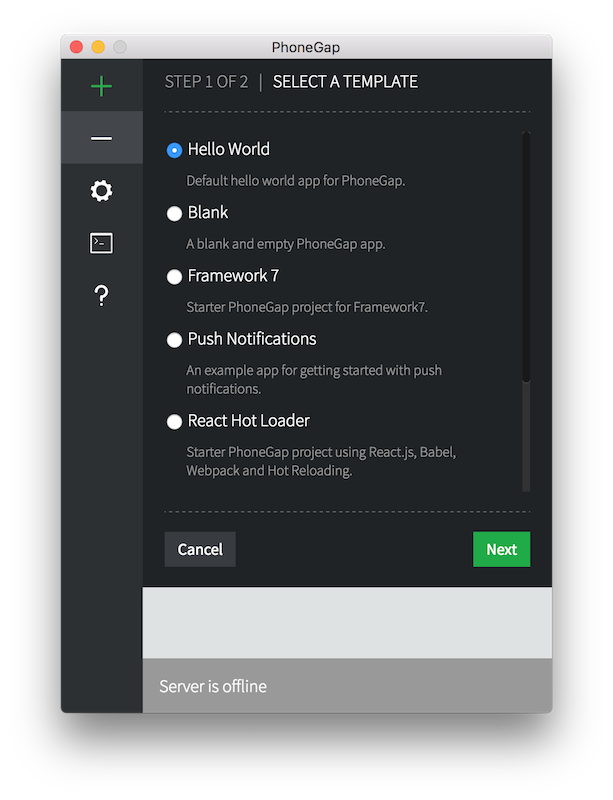 PhoneGap
STEP 1 OF 2 | SELECT A TEMPLATE
Hello World
Default hello world app for PhoneGap.
Blank
A blank and empty PhoneGap app.
Framework 7
Starter PhoneGap project for Framework7.
Push Notifications
An example app for getting started with push
notifications.
React Hot Loader
Starter PhoneGap project using React.js, Babel,
Webpack and Hot Reloading.
Cancel
Next
Server is offline